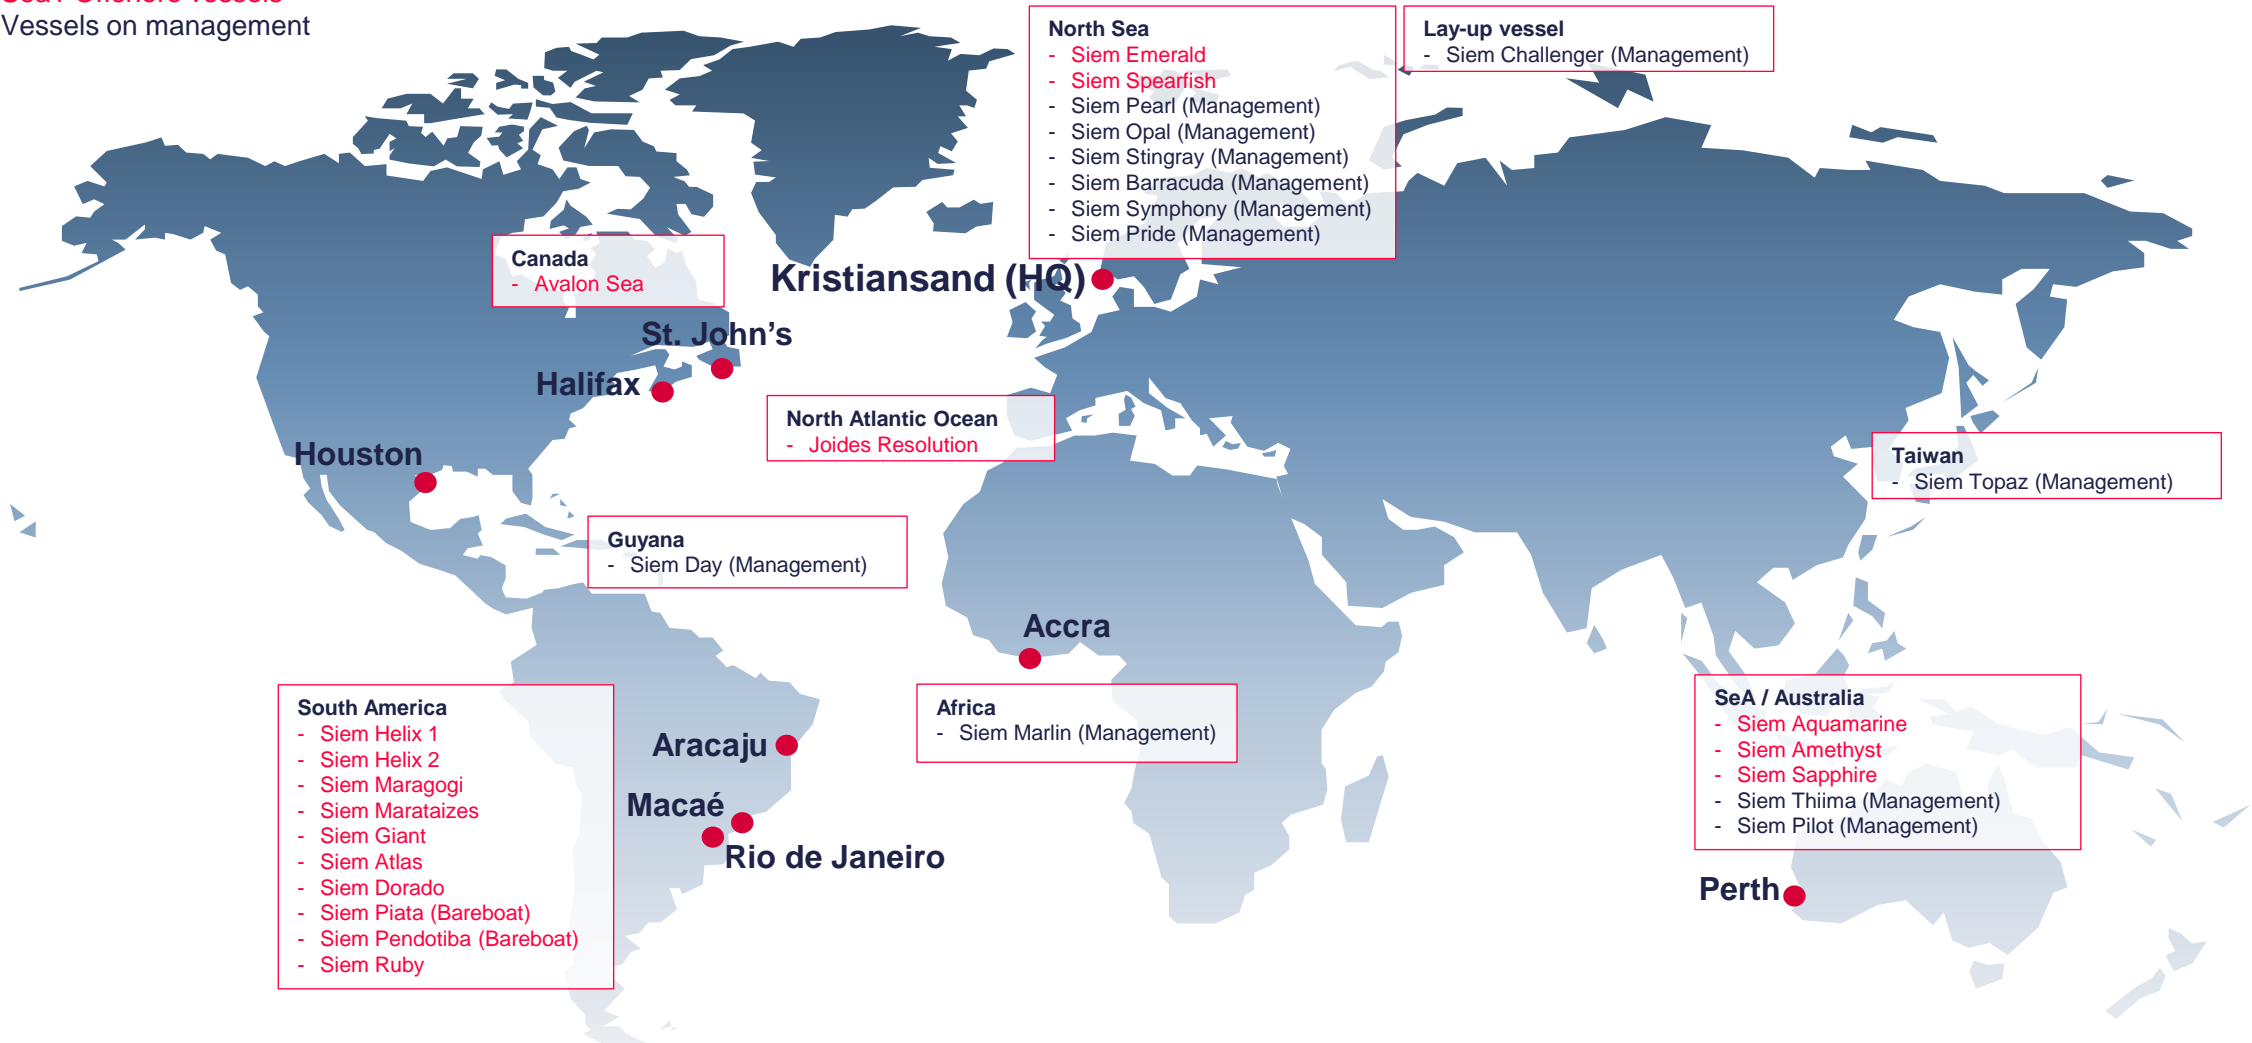 Sea1 Offshore vessels
Vessels on management
North Sea
- Siem Emerald
- Siem Spearfish
- Siem Pearl (Management)
- Siem Opal (Management)
- Siem Stingray (Management)
- Siem Barracuda (Management)
- Siem Symphony (Management)
- Siem Pride (Management)
Lay-up vessel
- Siem Challenger (Management)
Canada
- Avalon Sea
Kristiansand (HQ)
St. John’s
Halifax
North Atlantic Ocean
- Joides Resolution
Houston
Taiwan
- Siem Topaz (Management)
Guyana
- Siem Day (Management)
Accra
South America
- Siem Helix 1
- Siem Helix 2
- Siem Maragogi
- Siem Marataizes
- Siem Giant
- Siem Atlas
- Siem Dorado
- Siem Piata (Bareboat)
- Siem Pendotiba (Bareboat)
- Siem Ruby
Aracaju
Macaé
Rio de Janeiro
Africa
- Siem Marlin (Management)
SeA / Australia
- Siem Aquamarine
- Siem Amethyst
- Siem Sapphire
- Siem Thiima (Management)
- Siem Pilot (Management)
Perth